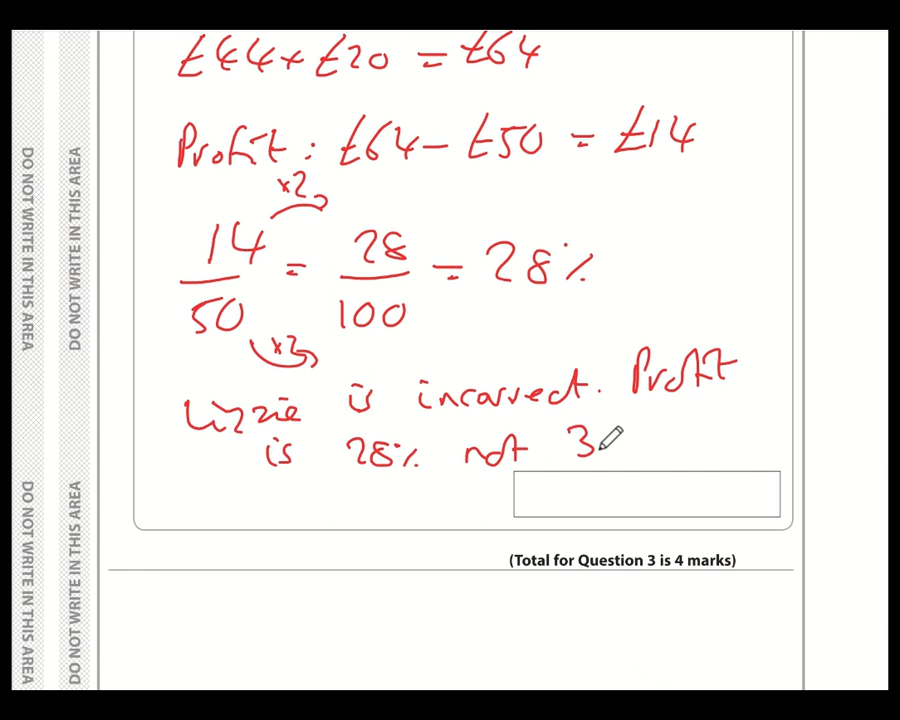 £44+£20 = £64
Profit: £64 - £50 = £14
×2
14/50 = 28/100 = 28%
×2
Lizzie is incorrect. Profit
is 28% not 3
(Total for Question 3 is 4 marks)
DO NOT WRITE IN THIS AREA
DO NOT WRITE IN THIS AREA
DO NOT WRITE IN THIS AREA
DO NOT WRITE IN THIS AREA